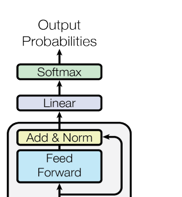 Output
Probabilities
Softmax
Linear
Add & Norm
Feed
Forward